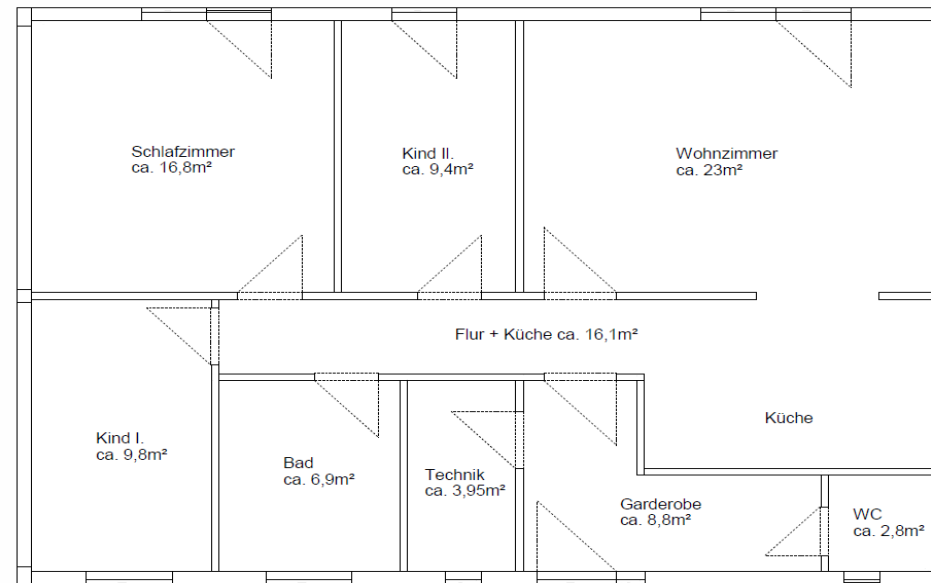 Schlafzimmer
ca. 16,8m²
Kind II.
ca. 9,4m²
Wohnzimmer
ca. 23m²
Flur + Küche ca. 16,1m²
Küche
Kind I.
ca. 9,8m²
Bad
ca. 6,9m²
Technik
ca. 3,95m²
Garderobe
ca. 8,8m²
WC
ca. 2,8m²